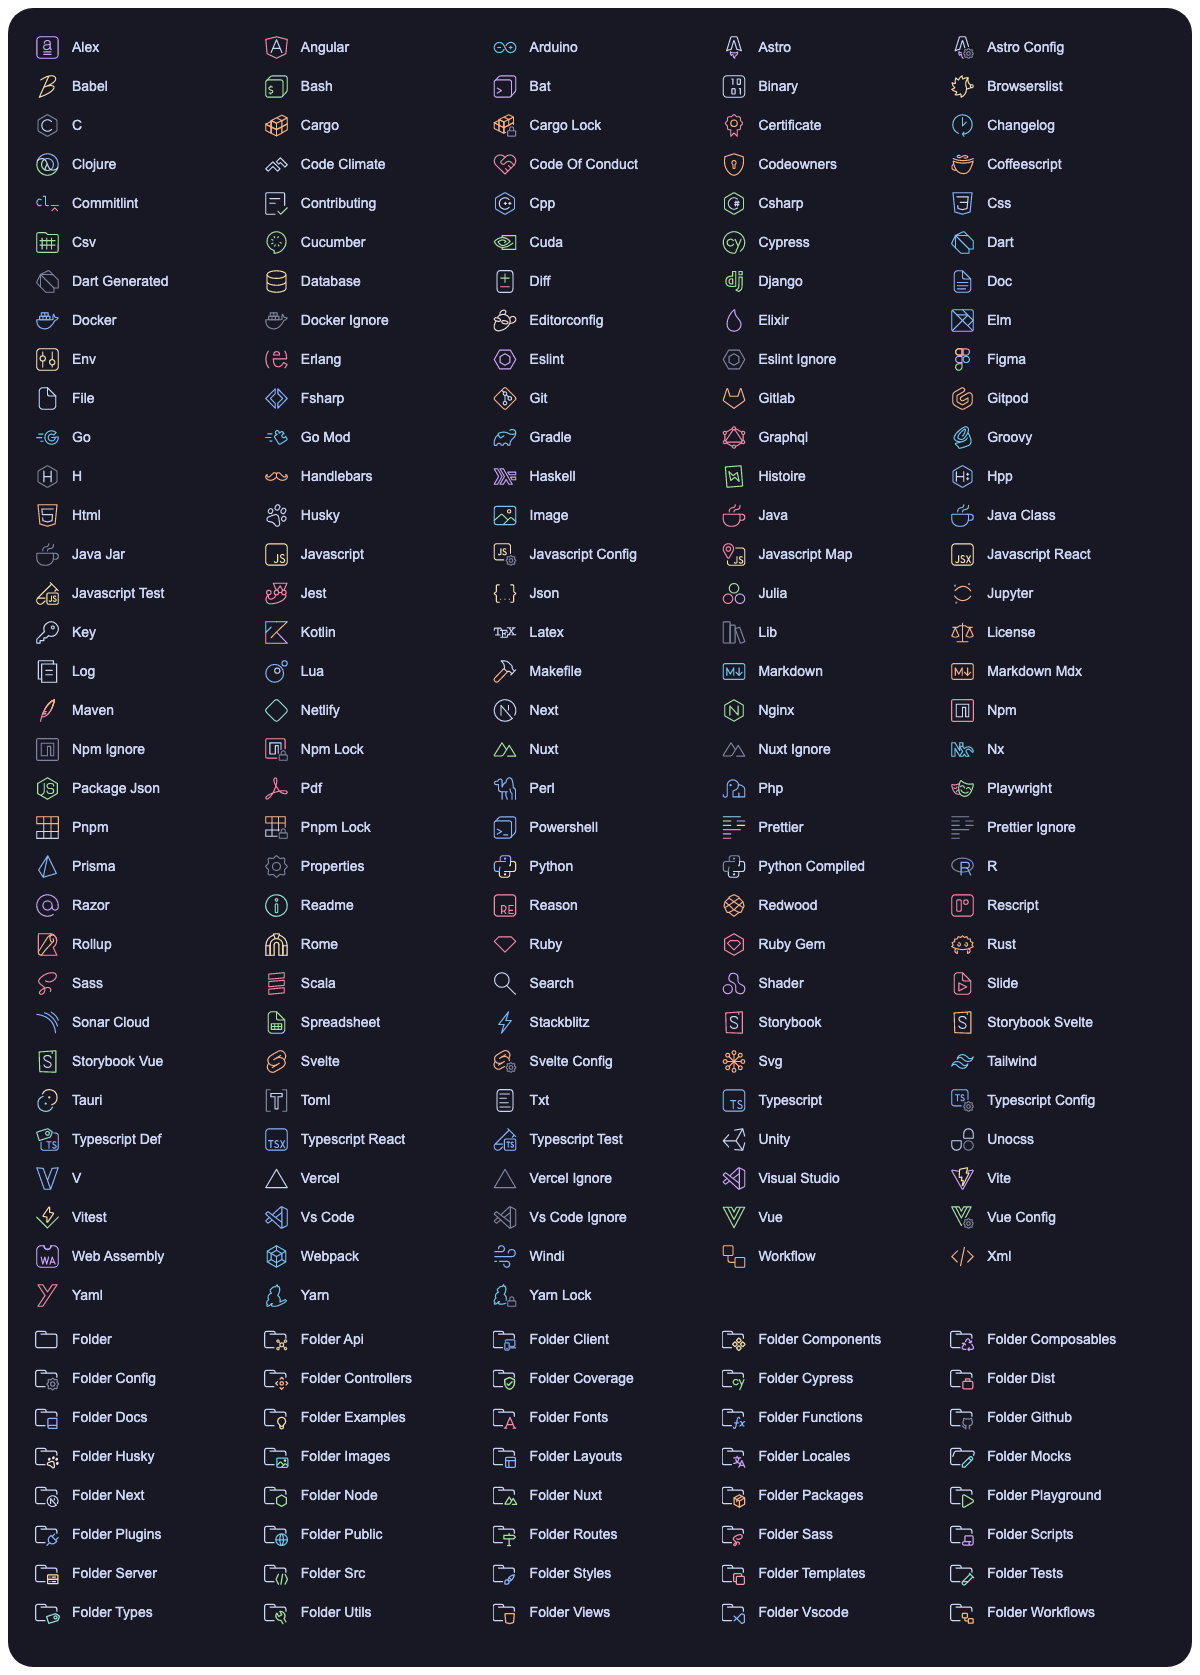 Alex Angular Arduino Astro Astro Config
Babel Bash Bat Binary Browserslist
C Cargo Cargo Lock Certificate Changelog
Clojure Code Climate Code Of Conduct Codeowners Coffeescript
Commitlint Contributing Cpp Csharp Css
Csv Cucumber Cuda Cypress Dart
Dart Generated Database Diff Django Doc
Docker Docker Ignore Editorconfig Elixir Elm
Env Erlang Eslint Eslint Ignore Figma
File Fsharp Git Gitlab Gitpod
Go Go Mod Gradle Graphql Groovy
H Handlebars Haskell Histoire Hpp
Html Husky Image Java Java Class
Java Jar Javascript Javascript Config Javascript Map Javascript React
Javascript Test Jest Json Julia Jupyter
Key Kotlin Latex Lib License
Log Lua Makefile Markdown Markdown Mdx
Maven Netlify Next Nginx Npm
Npm Ignore Npm Lock Nuxt Nuxt Ignore Nx
Package Json Pdf Perl Php Playwright
Pnpm Pnpm Lock Powershell Prettier Prettier Ignore
Prisma Properties Python Python Compiled R
Razor Readme Reason Redwood Rescript
Rollup Rome Ruby Ruby Gem Rust
Sass Scala Search Shader Slide
Sonar Cloud Spreadsheet Stackblitz Storybook Storybook Svelte
Storybook Vue Svelte Svelte Config Svg Tailwind
Tauri Toml Txt Typescript Typescript Config
Typescript Def Typescript React Typescript Test Unity Unocss
V Vercel Vercel Ignore Visual Studio Vite
Vitest Vs Code Vs Code Ignore Vue Vue Config
Web Assembly Webpack Windi Workflow Xml
Yaml Yarn Yarn Lock
Folder Folder Api Folder Client Folder Components Folder Composables
Folder Config Folder Controllers Folder Coverage Folder Cypress Folder Dist
Folder Docs Folder Examples Folder Fonts Folder Functions Folder Github
Folder Husky Folder Images Folder Layouts Folder Locales Folder Mocks
Folder Next Folder Node Folder Nuxt Folder Packages Folder Playground
Folder Plugins Folder Public Folder Routes Folder Sass Folder Scripts
Folder Server Folder Src Folder Styles Folder Templates Folder Tests
Folder Types Folder Utils Folder Views Folder Vscode Folder Workflows